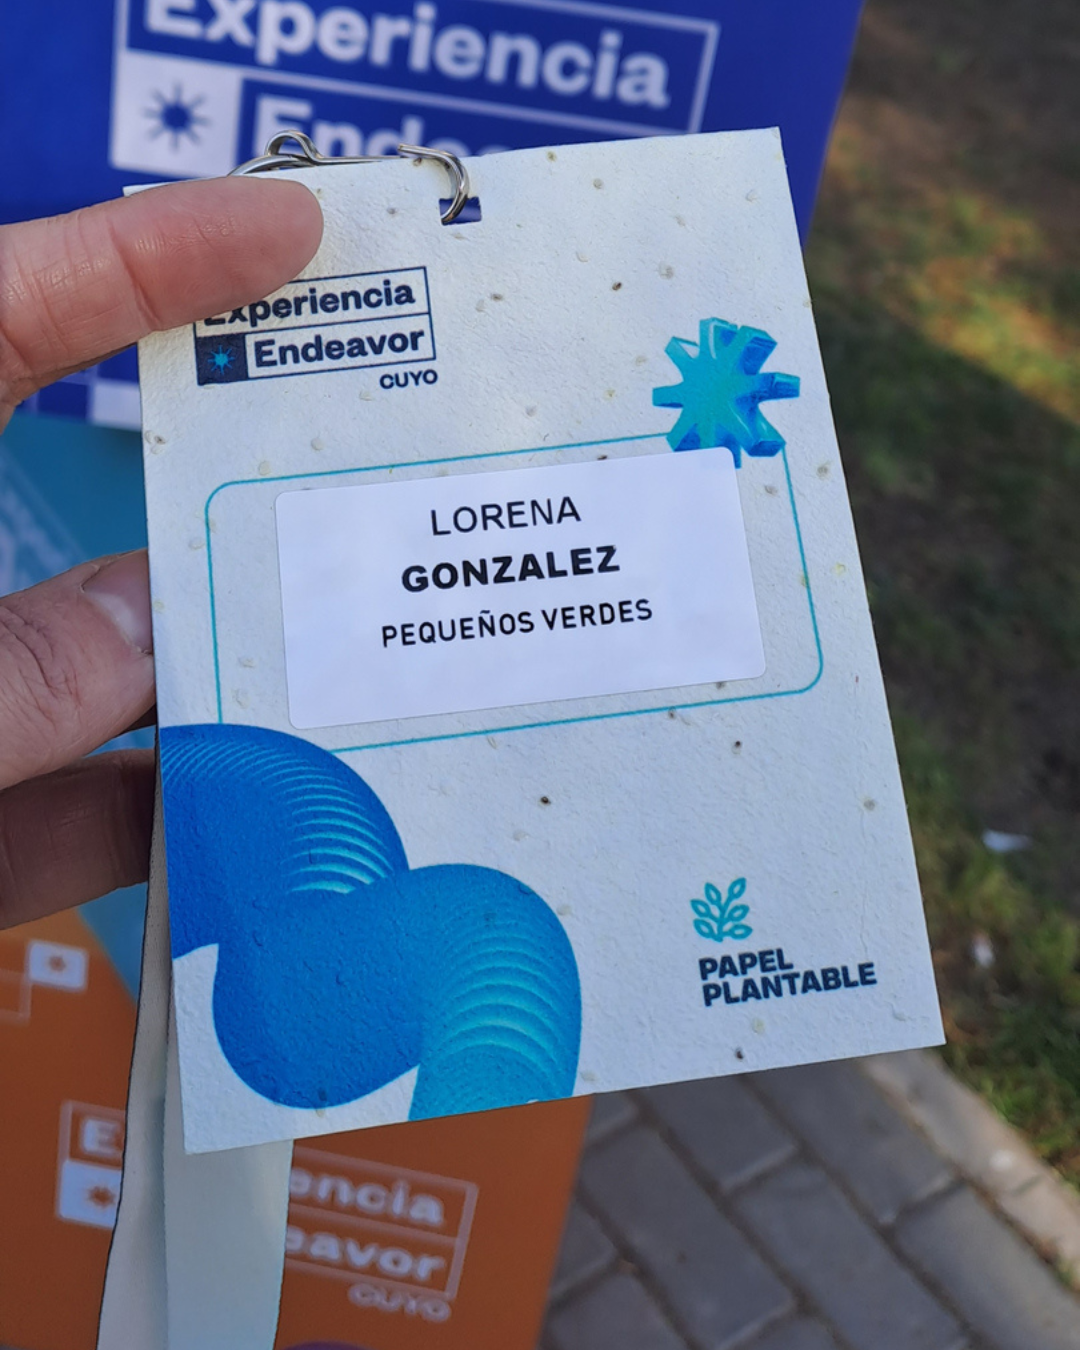 Experiencia
Experiencia
Endeavor
CUYO
LORENA
GONZALEZ
PEQUEÑOS VERDES
PAPEL
PLANTABLE